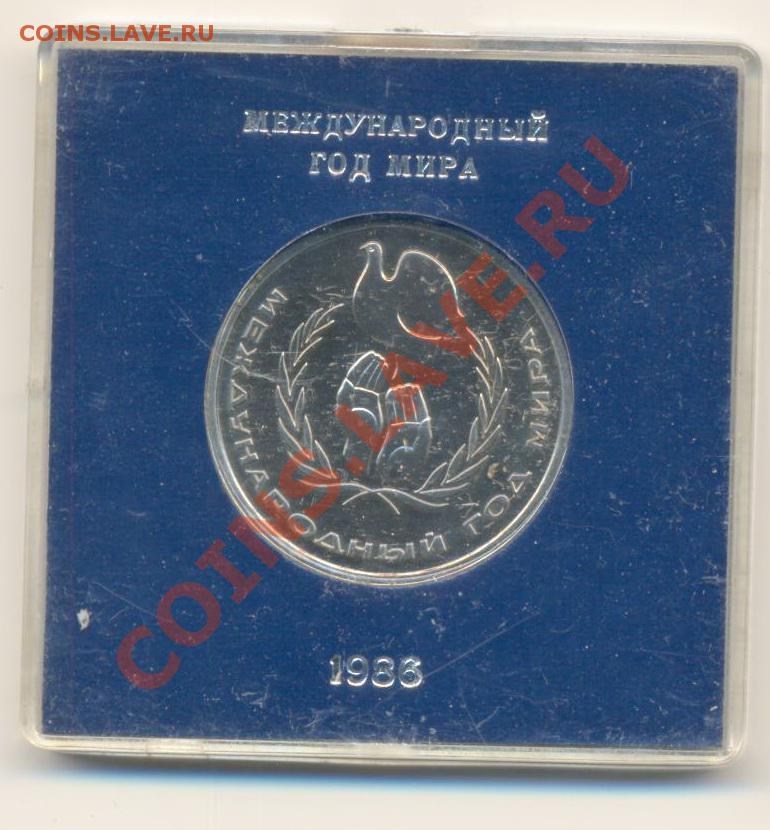 COINS.LAVE.RU
МЕЖДУНАРОДНЫЙ
ГОД МИРА
МЕЖДУНАРОДНЫЙ ГОД МИРА
1986
COINS.LAVE.RU